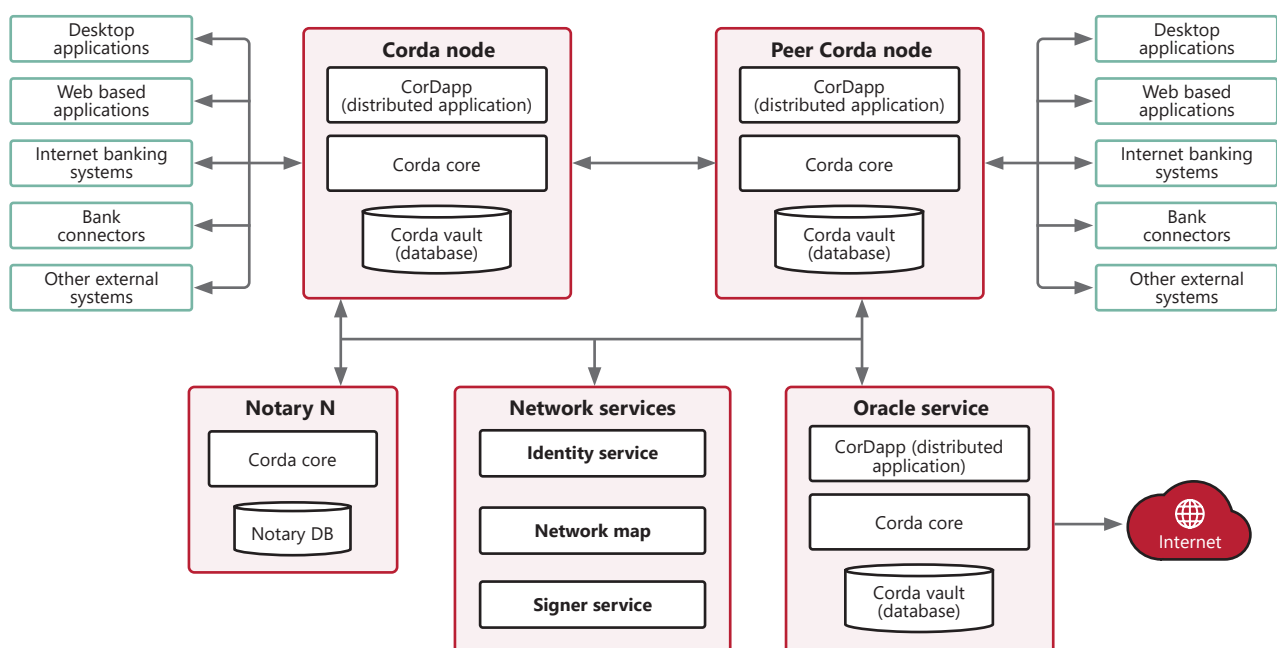 Desktop
applications
Web based
applications
Internet banking
systems
Bank
connectors
Other external
systems
Corda node
CorDapp
(distributed application)
Corda core
Corda vault
(database)
Peer Corda node
CorDapp
(distributed application)
Corda core
Corda vault
(database)
Desktop
applications
Web based
applications
Internet banking
systems
Bank
connectors
Other external
systems
Notary N
Corda core
Notary DB
Network services
Identity service
Network map
Signer service
Oracle service
CorDapp (distributed
application)
Corda core
Corda vault
(database)
Internet